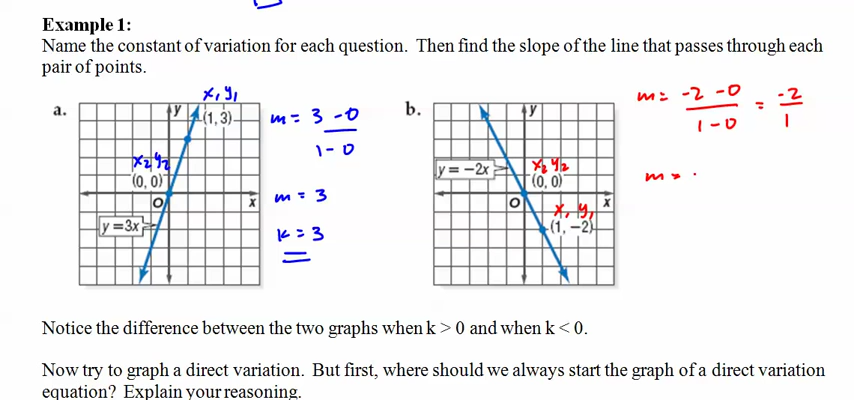 Example 1:
Name the constant of variation for each question. Then find the slope of the line that passes through each
pair of points.
a.
y
x, y₁
(1, 3)
x₂ y₂
(0, 0)
O
x
y = 3x
m = 3 - 0
1 - 0
m = 3
k = 3
b.
y
y = -2x
x₂ y₂
(0, 0)
O
x
x, y₁
(1, -2)
m = -2 - 0 = -2
1 - 0 1
m =
Notice the difference between the two graphs when k > 0 and when k < 0.
Now try to graph a direct variation. But first, where should we always start the graph of a direct variation
equation? Explain your reasoning.